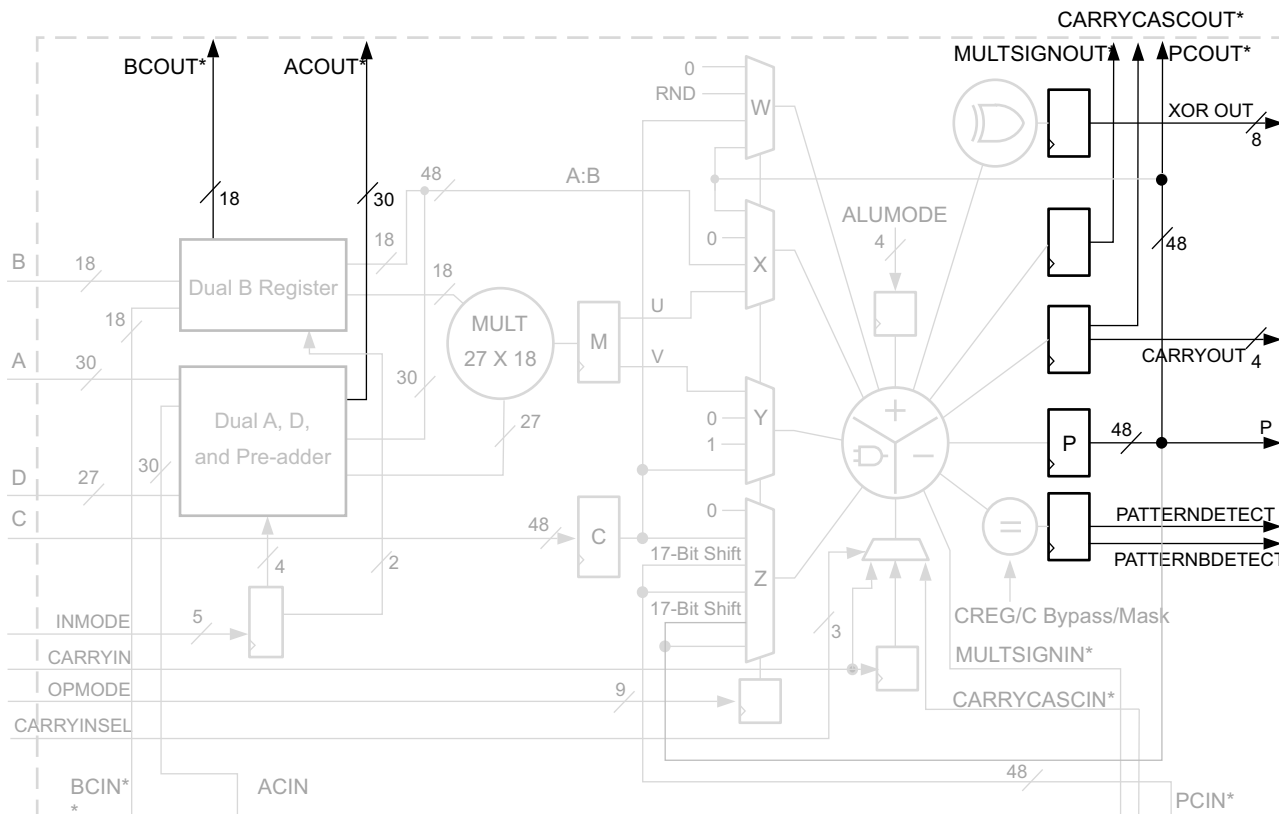 CARRYCASCOUT*
BCOUT*
ACOUT*
MULTSIGNOUT*
PCOUT*
0
RND
W
XOR OUT
8
18
30
48
A:B
ALUMODE
4
48
18
0
X
B
18
Dual B Register
18
18
MULT
27 X 18
M
U
V
CARRYOUT
4
A
30
30
Dual A, D,
and Pre-adder
27
0
1
Y
P
48
P
30
D
27
C
48
C
0
17-Bit Shift
Z
17-Bit Shift
=
PATTERNDETECT
PATTERNBDETECT
4
2
INMODE
5
3
CREG/C Bypass/Mask
CARRYIN
MULTSIGNIN*
OPMODE
9
CARRYCASCIN*
CARRYINSEL
BCIN*
*
ACIN
48
PCIN*